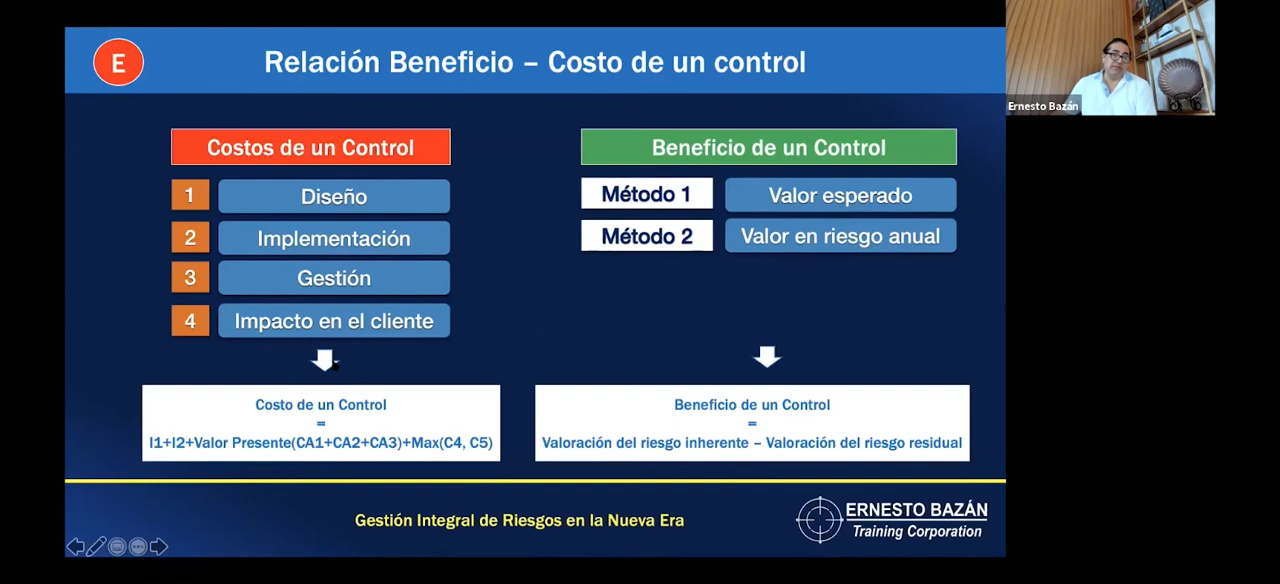 E
Relación Beneficio – Costo de un control
Ernesto Bazán
Costos de un Control
1 Diseño
2 Implementación
3 Gestión
4 Impacto en el cliente
Costo de un Control
=
I1+I2+Valor Presente(CA1+CA2+CA3)+Max(C4, C5)
Beneficio de un Control
Método 1 Valor esperado
Método 2 Valor en riesgo anual
Beneficio de un Control
=
Valoración del riesgo inherente – Valoración del riesgo residual
Gestión Integral de Riesgos en la Nueva Era
ERNESTO BAZÁN
Training Corporation